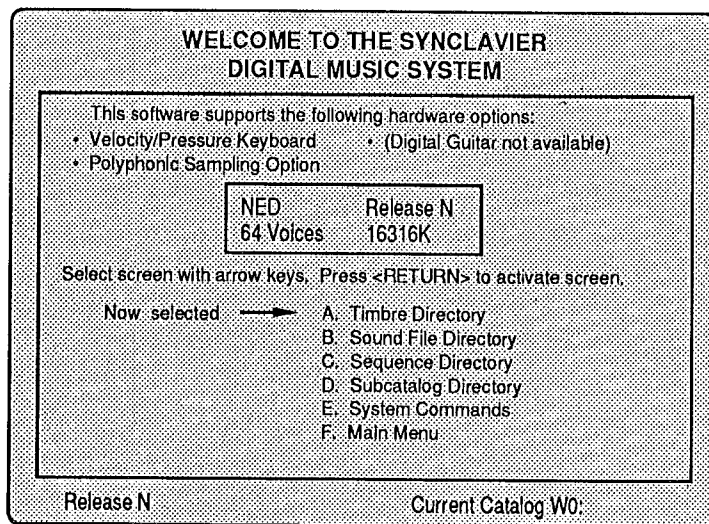 WELCOME TO THE SYNCLAVIER
DIGITAL MUSIC SYSTEM
This software supports the following hardware options:
• Velocity/Pressure Keyboard • (Digital Guitar not available)
• Polyphonic Sampling Option
NED Release N
64 Voices 16316K
Select screen with arrow keys. Press <RETURN> to activate screen.
Now selected → A. Timbre Directory
B. Sound File Directory
C. Sequence Directory
D. Subcatalog Directory
E. System Commands
F. Main Menu
Release N Current Catalog W0: